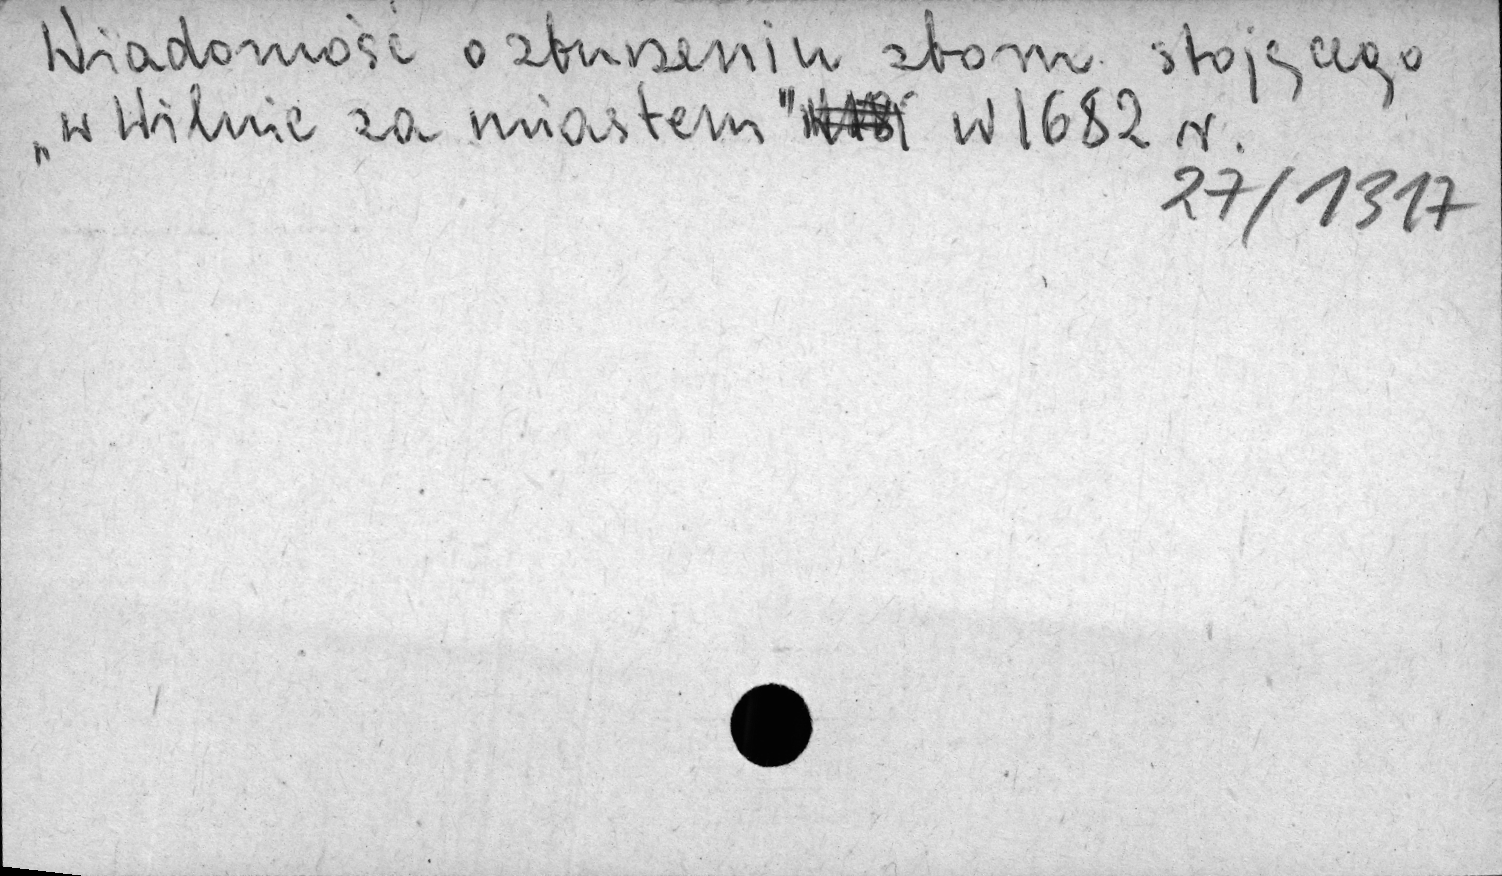 Wiadomość o zburzeniu zboru stojącego
„w Wilnie za miastem" w 1682 r.
27/1317